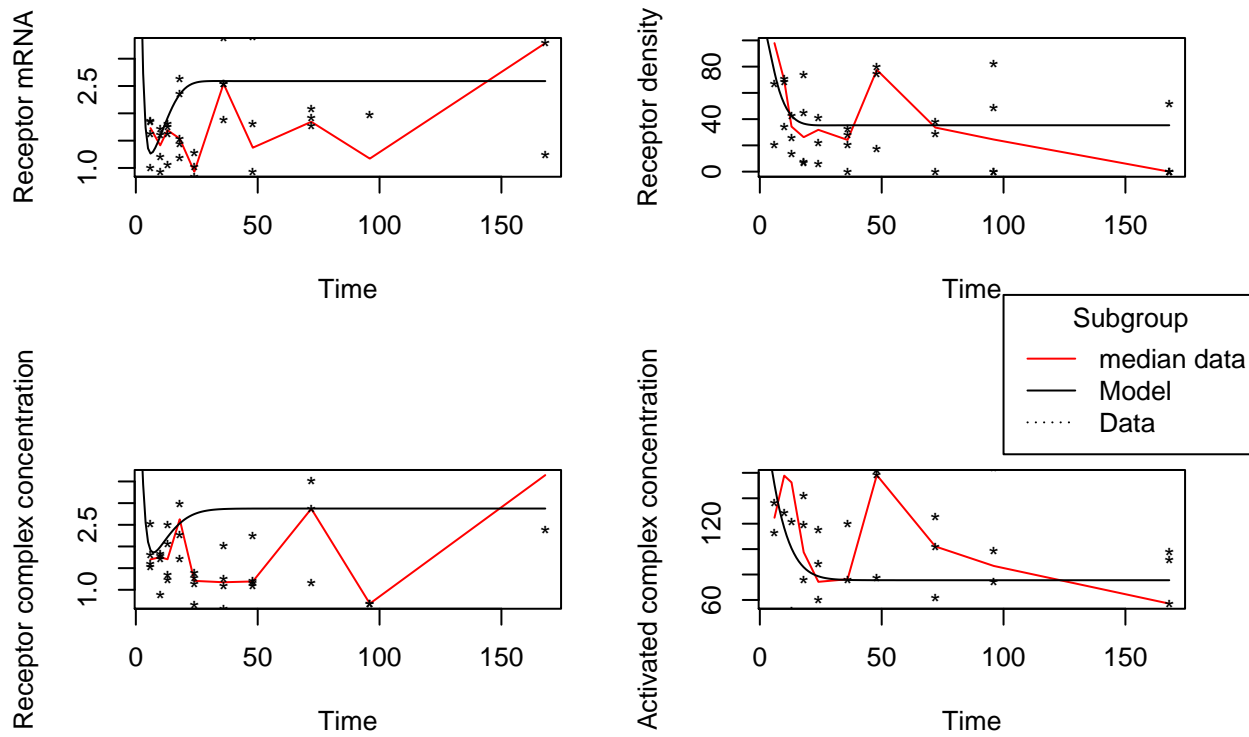 Receptor mRNA
2.5
1.0
0 50 100 150
Time
Receptor density
80
40
0
0 50 100 150
Time
Subgroup
median data
Model
Data
Receptor complex concentration
2.5
1.0
0 50 100 150
Time
Activated complex concentration
120
60
0 50 100 150
Time